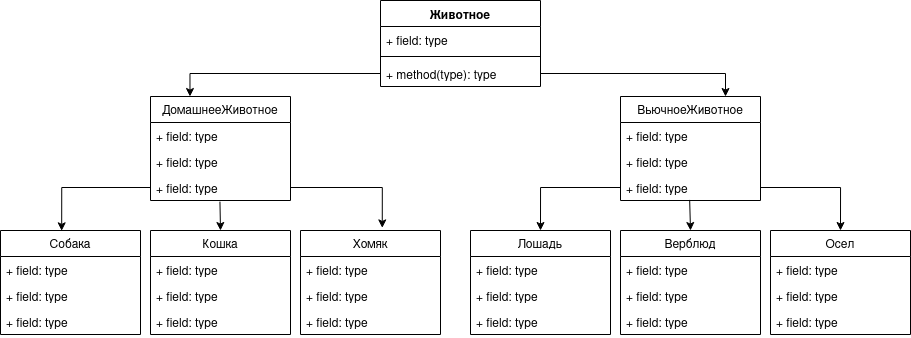 Животное
+ field: type
+ method(type): type
ДомашнееЖивотное
+ field: type
+ field: type
+ field: type
ВьючноеЖивотное
+ field: type
+ field: type
+ field: type
Собака
+ field: type
+ field: type
+ field: type
Кошка
+ field: type
+ field: type
+ field: type
Хомяк
+ field: type
+ field: type
+ field: type
Лошадь
+ field: type
+ field: type
+ field: type
Верблюд
+ field: type
+ field: type
+ field: type
Осел
+ field: type
+ field: type
+ field: type